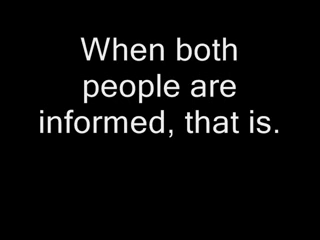 When both
people are
informed, that is.